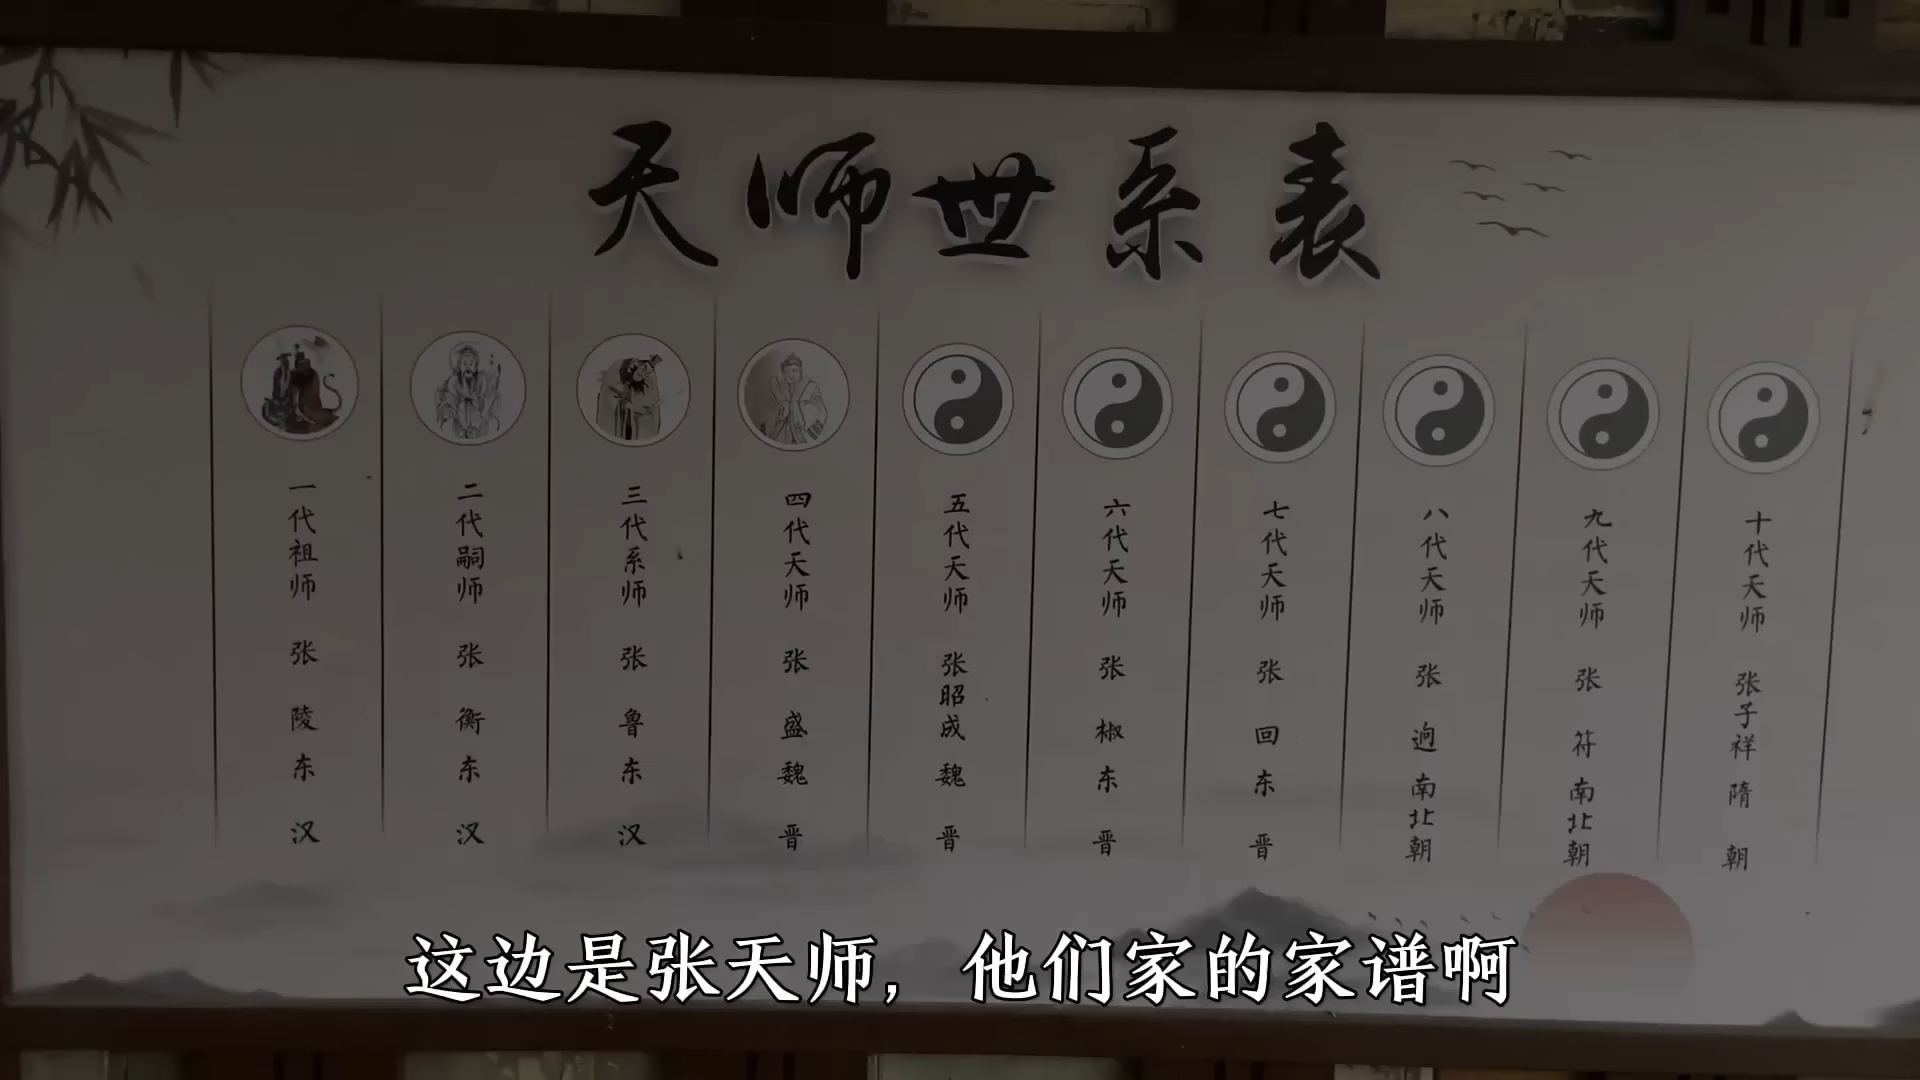 天师世系表
一代祖师 张陵 东汉
二代嗣师 张衡 东汉
三代系师 张鲁 东汉
四代天师 张盛 魏晋
五代天师 张昭成 魏晋
六代天师 张椒 东晋
七代天师 张回 东晋
八代天师 张迥 南北朝
九代天师 张符 南北朝
十代天师 张子祥 隋朝
这边是张天师，他们家的家谱啊